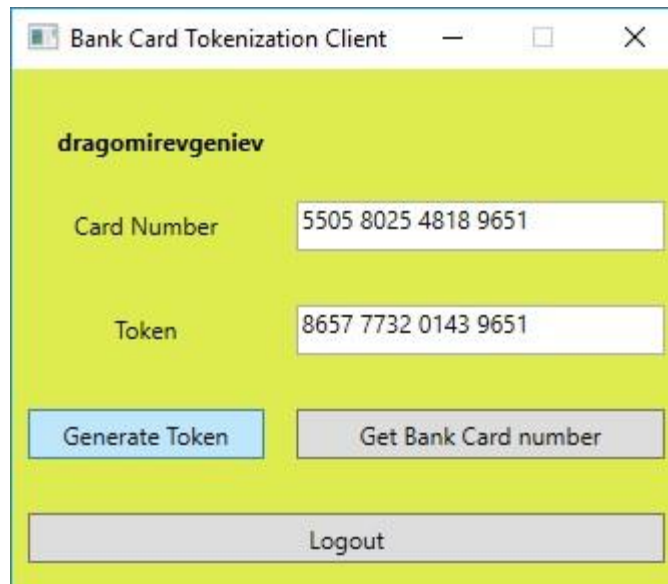 Bank Card Tokenization Client
dragomirevgeniev
Card Number 5505 8025 4818 9651
Token 8657 7732 0143 9651
Generate Token Get Bank Card number
Logout